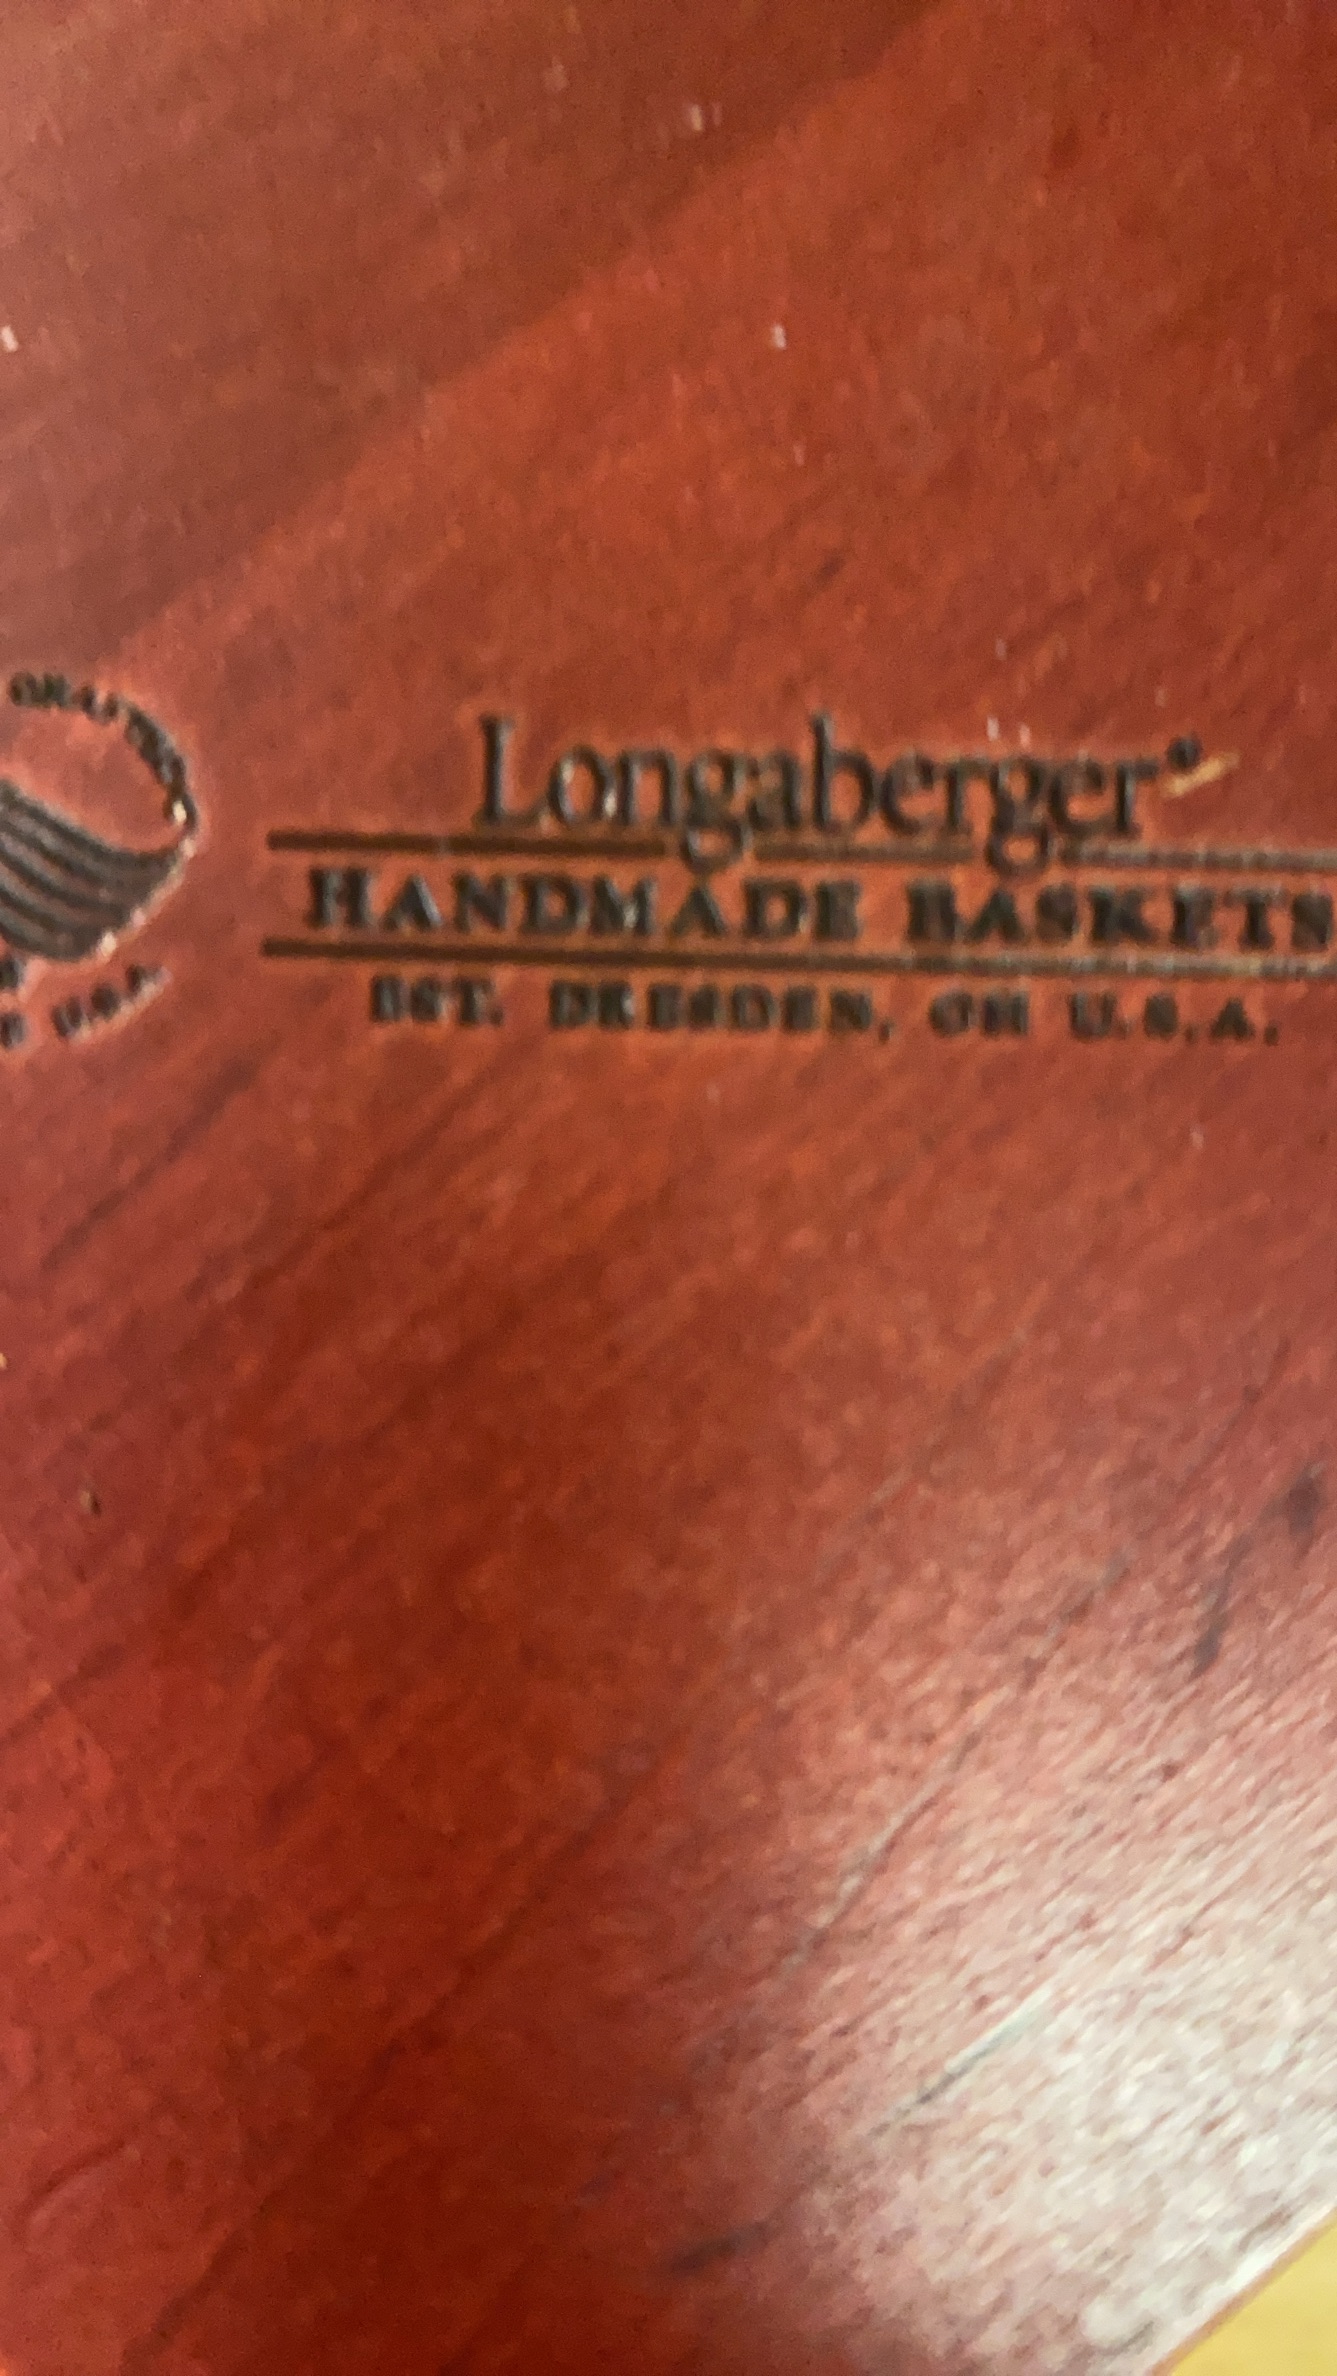 Longaberger®
HANDMADE BASKETS
EST. DRESDEN, OH U.S.A.
U.S.A.